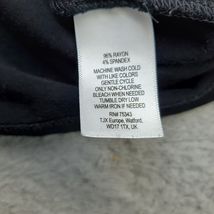 96% RAYON
4% SPANDEX
MACHINE WASH COLD
WITH LIKE COLORS
GENTLE CYCLE
ONLY NON-CHLORINE
BLEACH WHEN NEEDED
TUMBLE DRY LOW
WARM IRON IF NEEDED
RN# 75343
TJX Europe, Watford,
WD17 1TX, UK